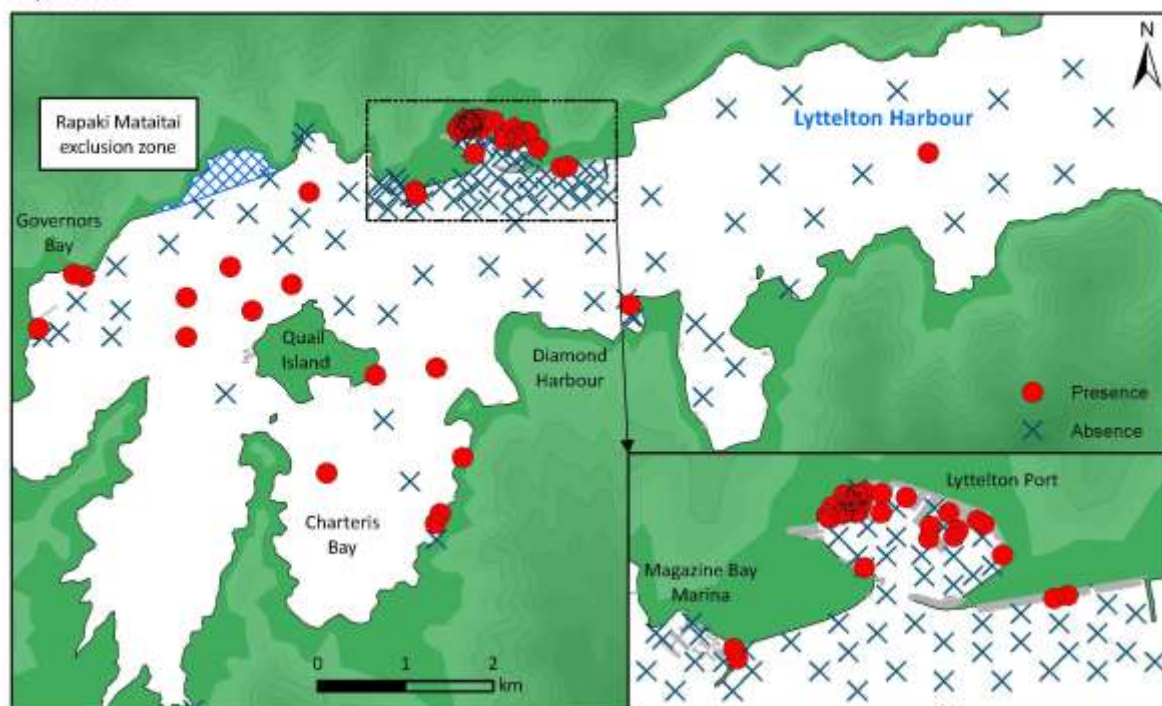 N
Rapaki Mataitai
exclusion zone
Lyttelton Harbour
Governors
Bay
Quail
Island
Diamond
Harbour
Presence
Absence
Lyttelton Port
Charteris
Bay
Magazine Bay
Marina
0 1 2
km